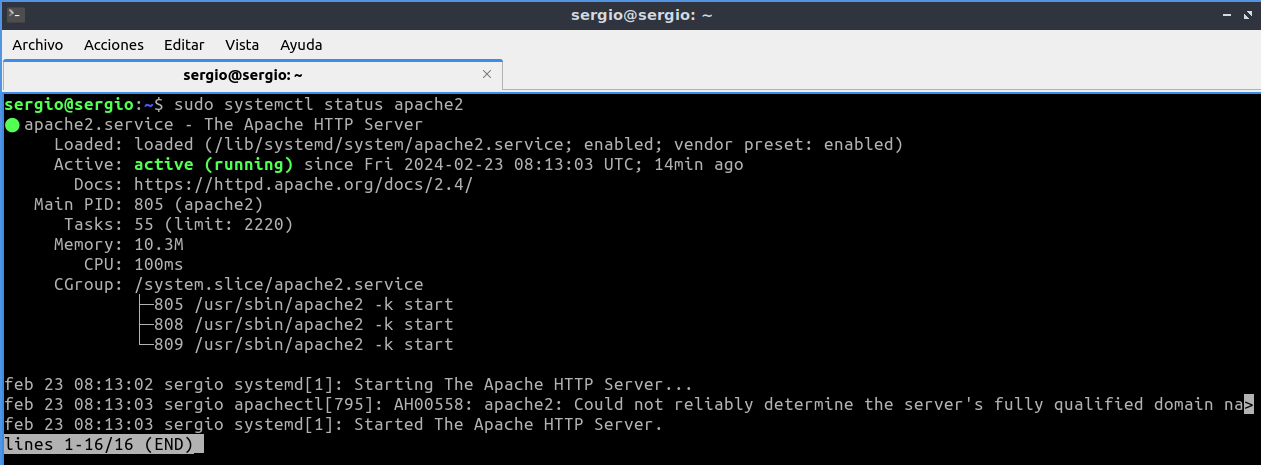 sergio@sergio: ~
Archivo Acciones Editar Vista Ayuda
sergio@sergio: ~
sergio@sergio:~$ sudo systemctl status apache2
● apache2.service - The Apache HTTP Server
     Loaded: loaded (/lib/systemd/system/apache2.service; enabled; vendor preset: enabled)
     Active: active (running) since Fri 2024-02-23 08:13:03 UTC; 14min ago
       Docs: https://httpd.apache.org/docs/2.4/
   Main PID: 805 (apache2)
      Tasks: 55 (limit: 2220)
     Memory: 10.3M
        CPU: 100ms
     CGroup: /system.slice/apache2.service
             ├─805 /usr/sbin/apache2 -k start
             ├─808 /usr/sbin/apache2 -k start
             └─809 /usr/sbin/apache2 -k start
feb 23 08:13:02 sergio systemd[1]: Starting The Apache HTTP Server...
feb 23 08:13:03 sergio apachectl[795]: AH00558: apache2: Could not reliably determine the server's fully qualified domain na>
feb 23 08:13:03 sergio systemd[1]: Started The Apache HTTP Server.
lines 1-16/16 (END)